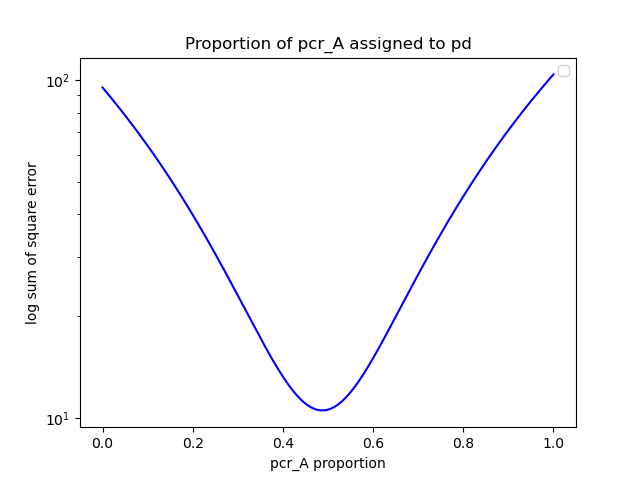 Proportion of pcr_A assigned to pd
log sum of square error
10²
10¹
0.0 0.2 0.4 0.6 0.8 1.0
pcr_A proportion